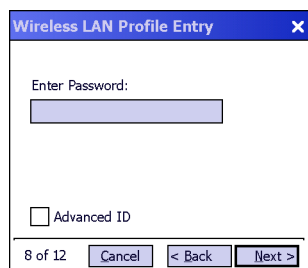 Wireless LAN Profile Entry X
Enter Password:
Advanced ID
8 of 12 Cancel < Back Next >